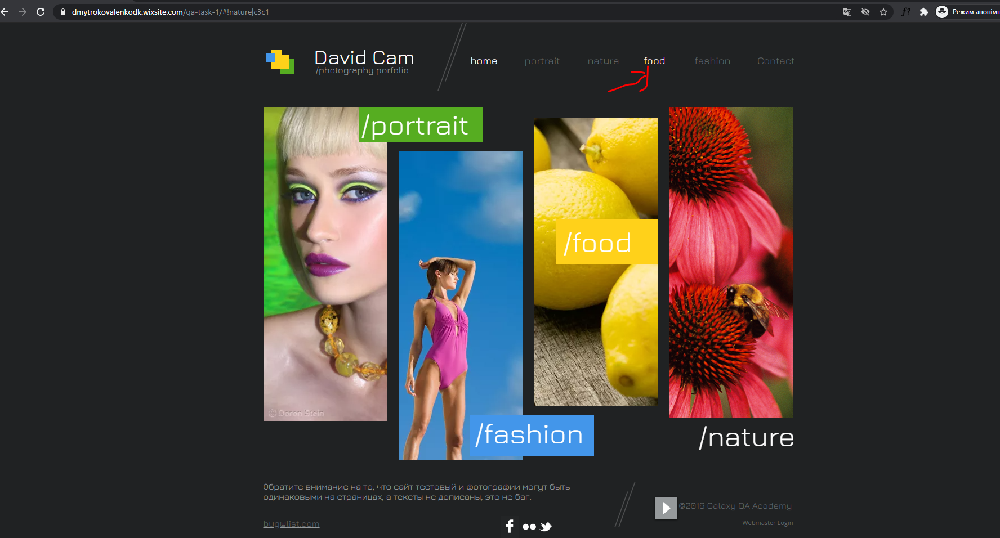 dmytrokovalenkodk.wixsite.com/qa-task-1/#!nature|c3c1
Режим анонім
David Cam
/photography porfolio
home portrait nature food fashion Contact
/portrait
/food
© Doron Stein
/fashion
/nature
Обратите внимание на то, что сайт тестовый и фотографии могут быть
одинаковыми на страницах, а тексты не дописаны, это не баг.
©2016 Galaxy QA Academy
bug@list.com
Webmaster Login